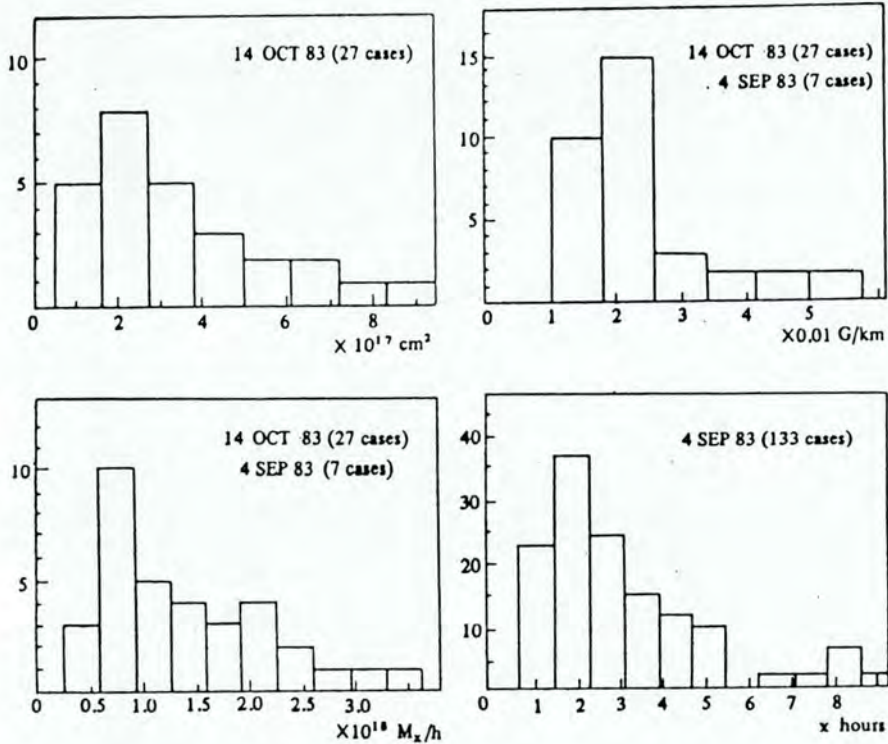 14 OCT 83 (27 cases)
10
5
0 2 4 6 8
× 10¹⁷ cm²
14 OCT 83 (27 cases)
4 SEP 83 (7 cases)
15
10
5
0 1 2 3 4 5
×0.01 G/km
14 OCT 83 (27 cases)
4 SEP 83 (7 cases)
10
5
0 0.5 1.0 1.5 2.0 2.5 3.0
×10¹⁸ Mₓ/h
4 SEP 83 (133 cases)
40
30
20
10
0 1 2 3 4 5 6 7 8
x hours